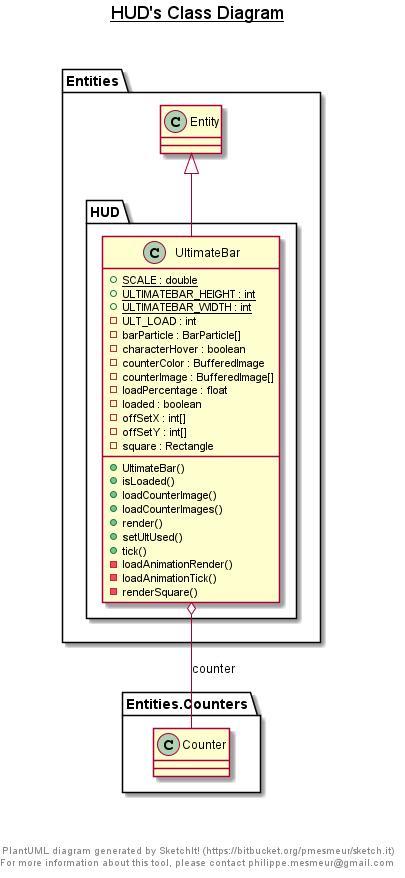 HUD's Class Diagram
Entities
C Entity
HUD
C UltimateBar
SCALE : double
ULTIMATEBAR_HEIGHT : int
ULTIMATEBAR_WIDTH : int
ULT_LOAD : int
barParticle : BarParticle[]
characterHover : boolean
counterColor : BufferedImage
counterImage : BufferedImage[]
loadPercentage : float
loaded : boolean
offSetX : int[]
offSetY : int[]
square : Rectangle
UltimateBar()
isLoaded()
loadCounterImage()
loadCounterImages()
render()
setUltUsed()
tick()
loadAnimationRender()
loadAnimationTick()
renderSquare()
counter
Entities.Counters
C Counter
PlantUML diagram generated by SketchIt! (https://bitbucket.org/pmesmeur/sketch.it)
For more information about this tool, please contact philippe.mesmeur@gmail.com